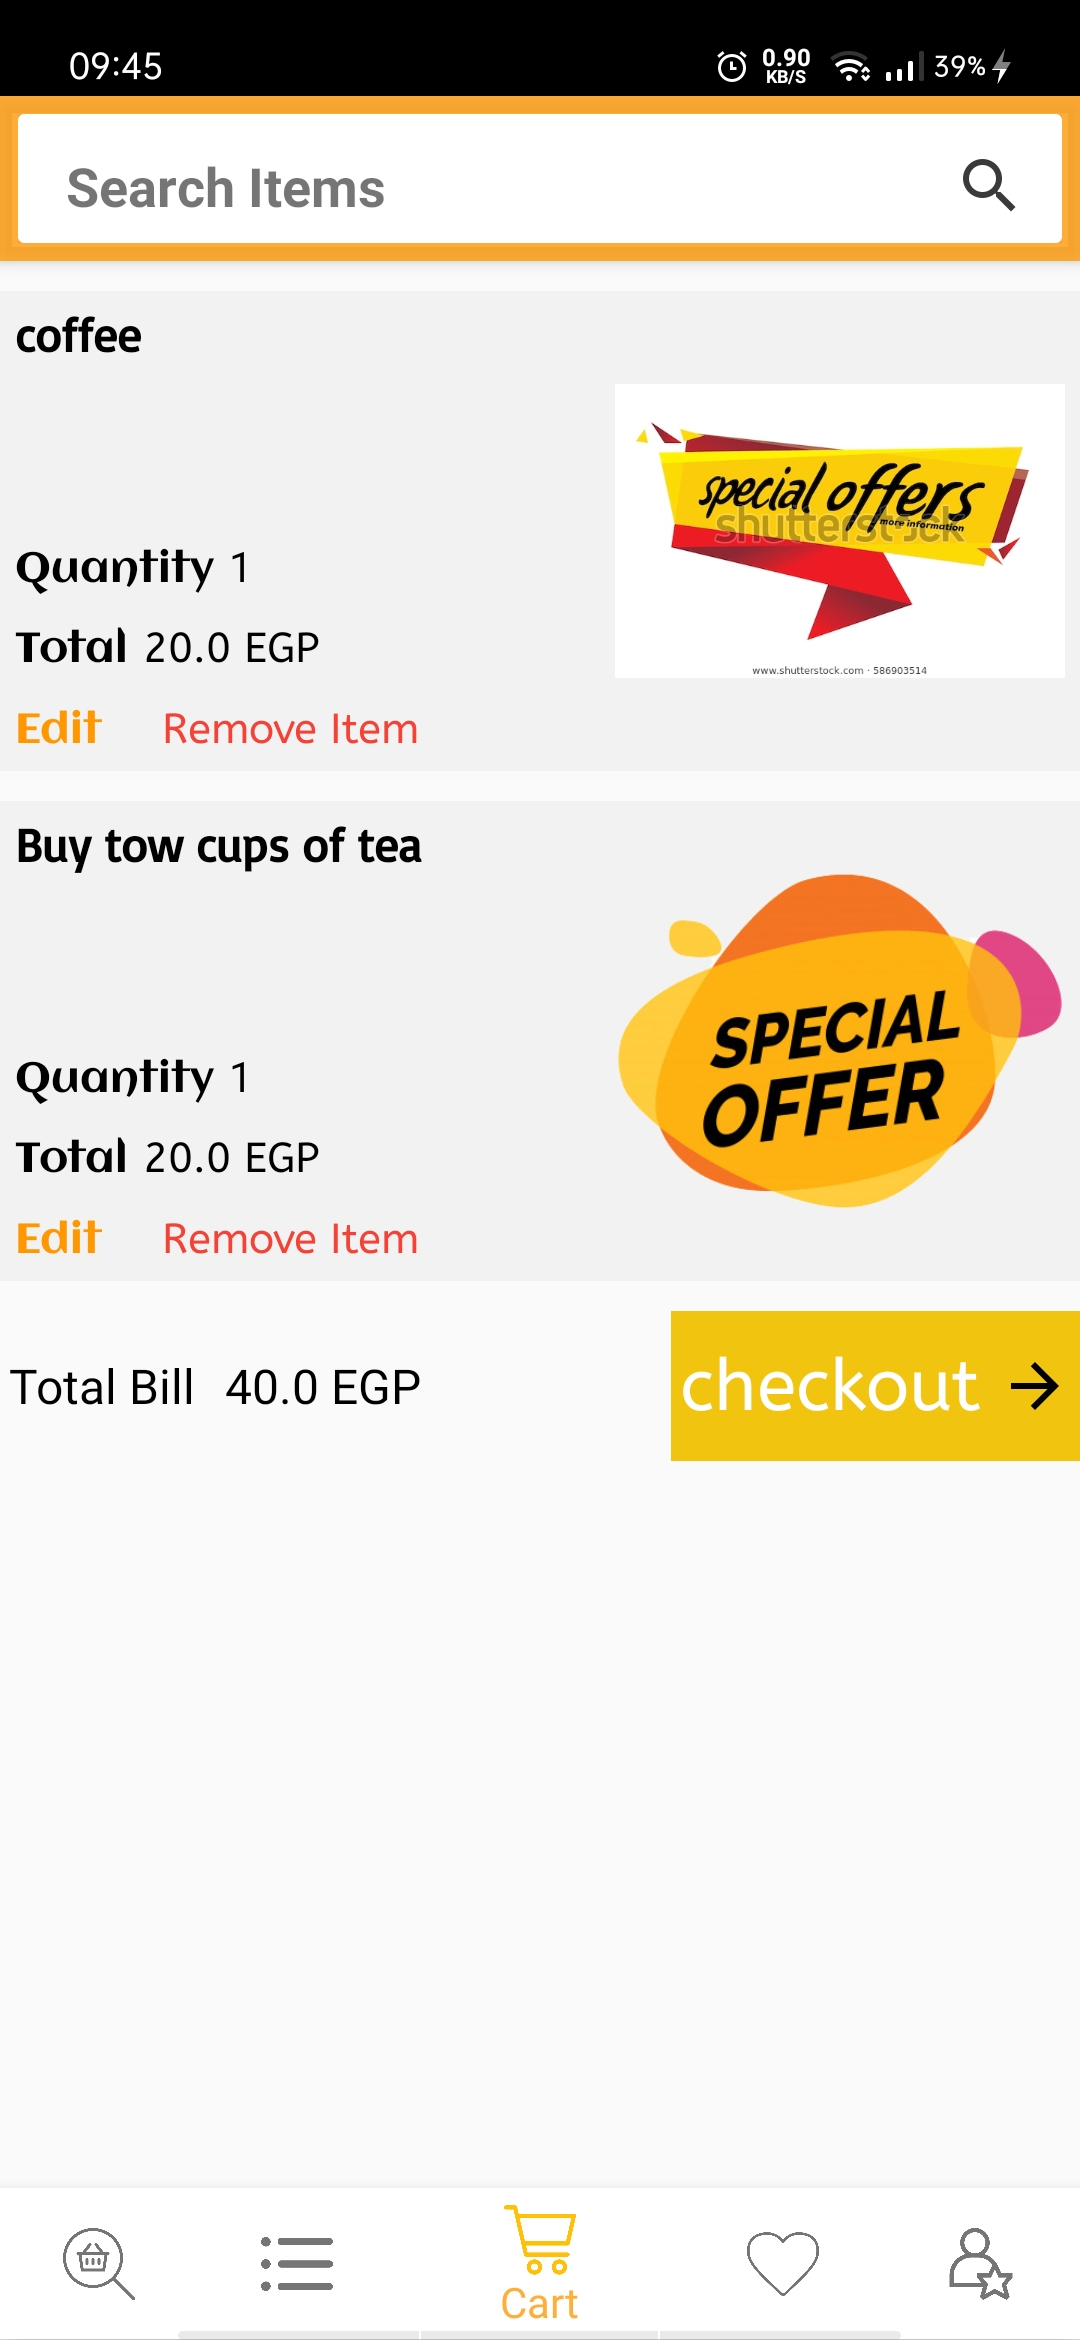 09:45
0.90
KB/S
39%
Search Items
coffee
special offers
more information
shutterstock
www.shutterstock.com · 586903514
Quantity 1
Total 20.0 EGP
Edit Remove Item
Buy tow cups of tea
SPECIAL
OFFER
Quantity 1
Total 20.0 EGP
Edit Remove Item
Total Bill 40.0 EGP
checkout
Cart